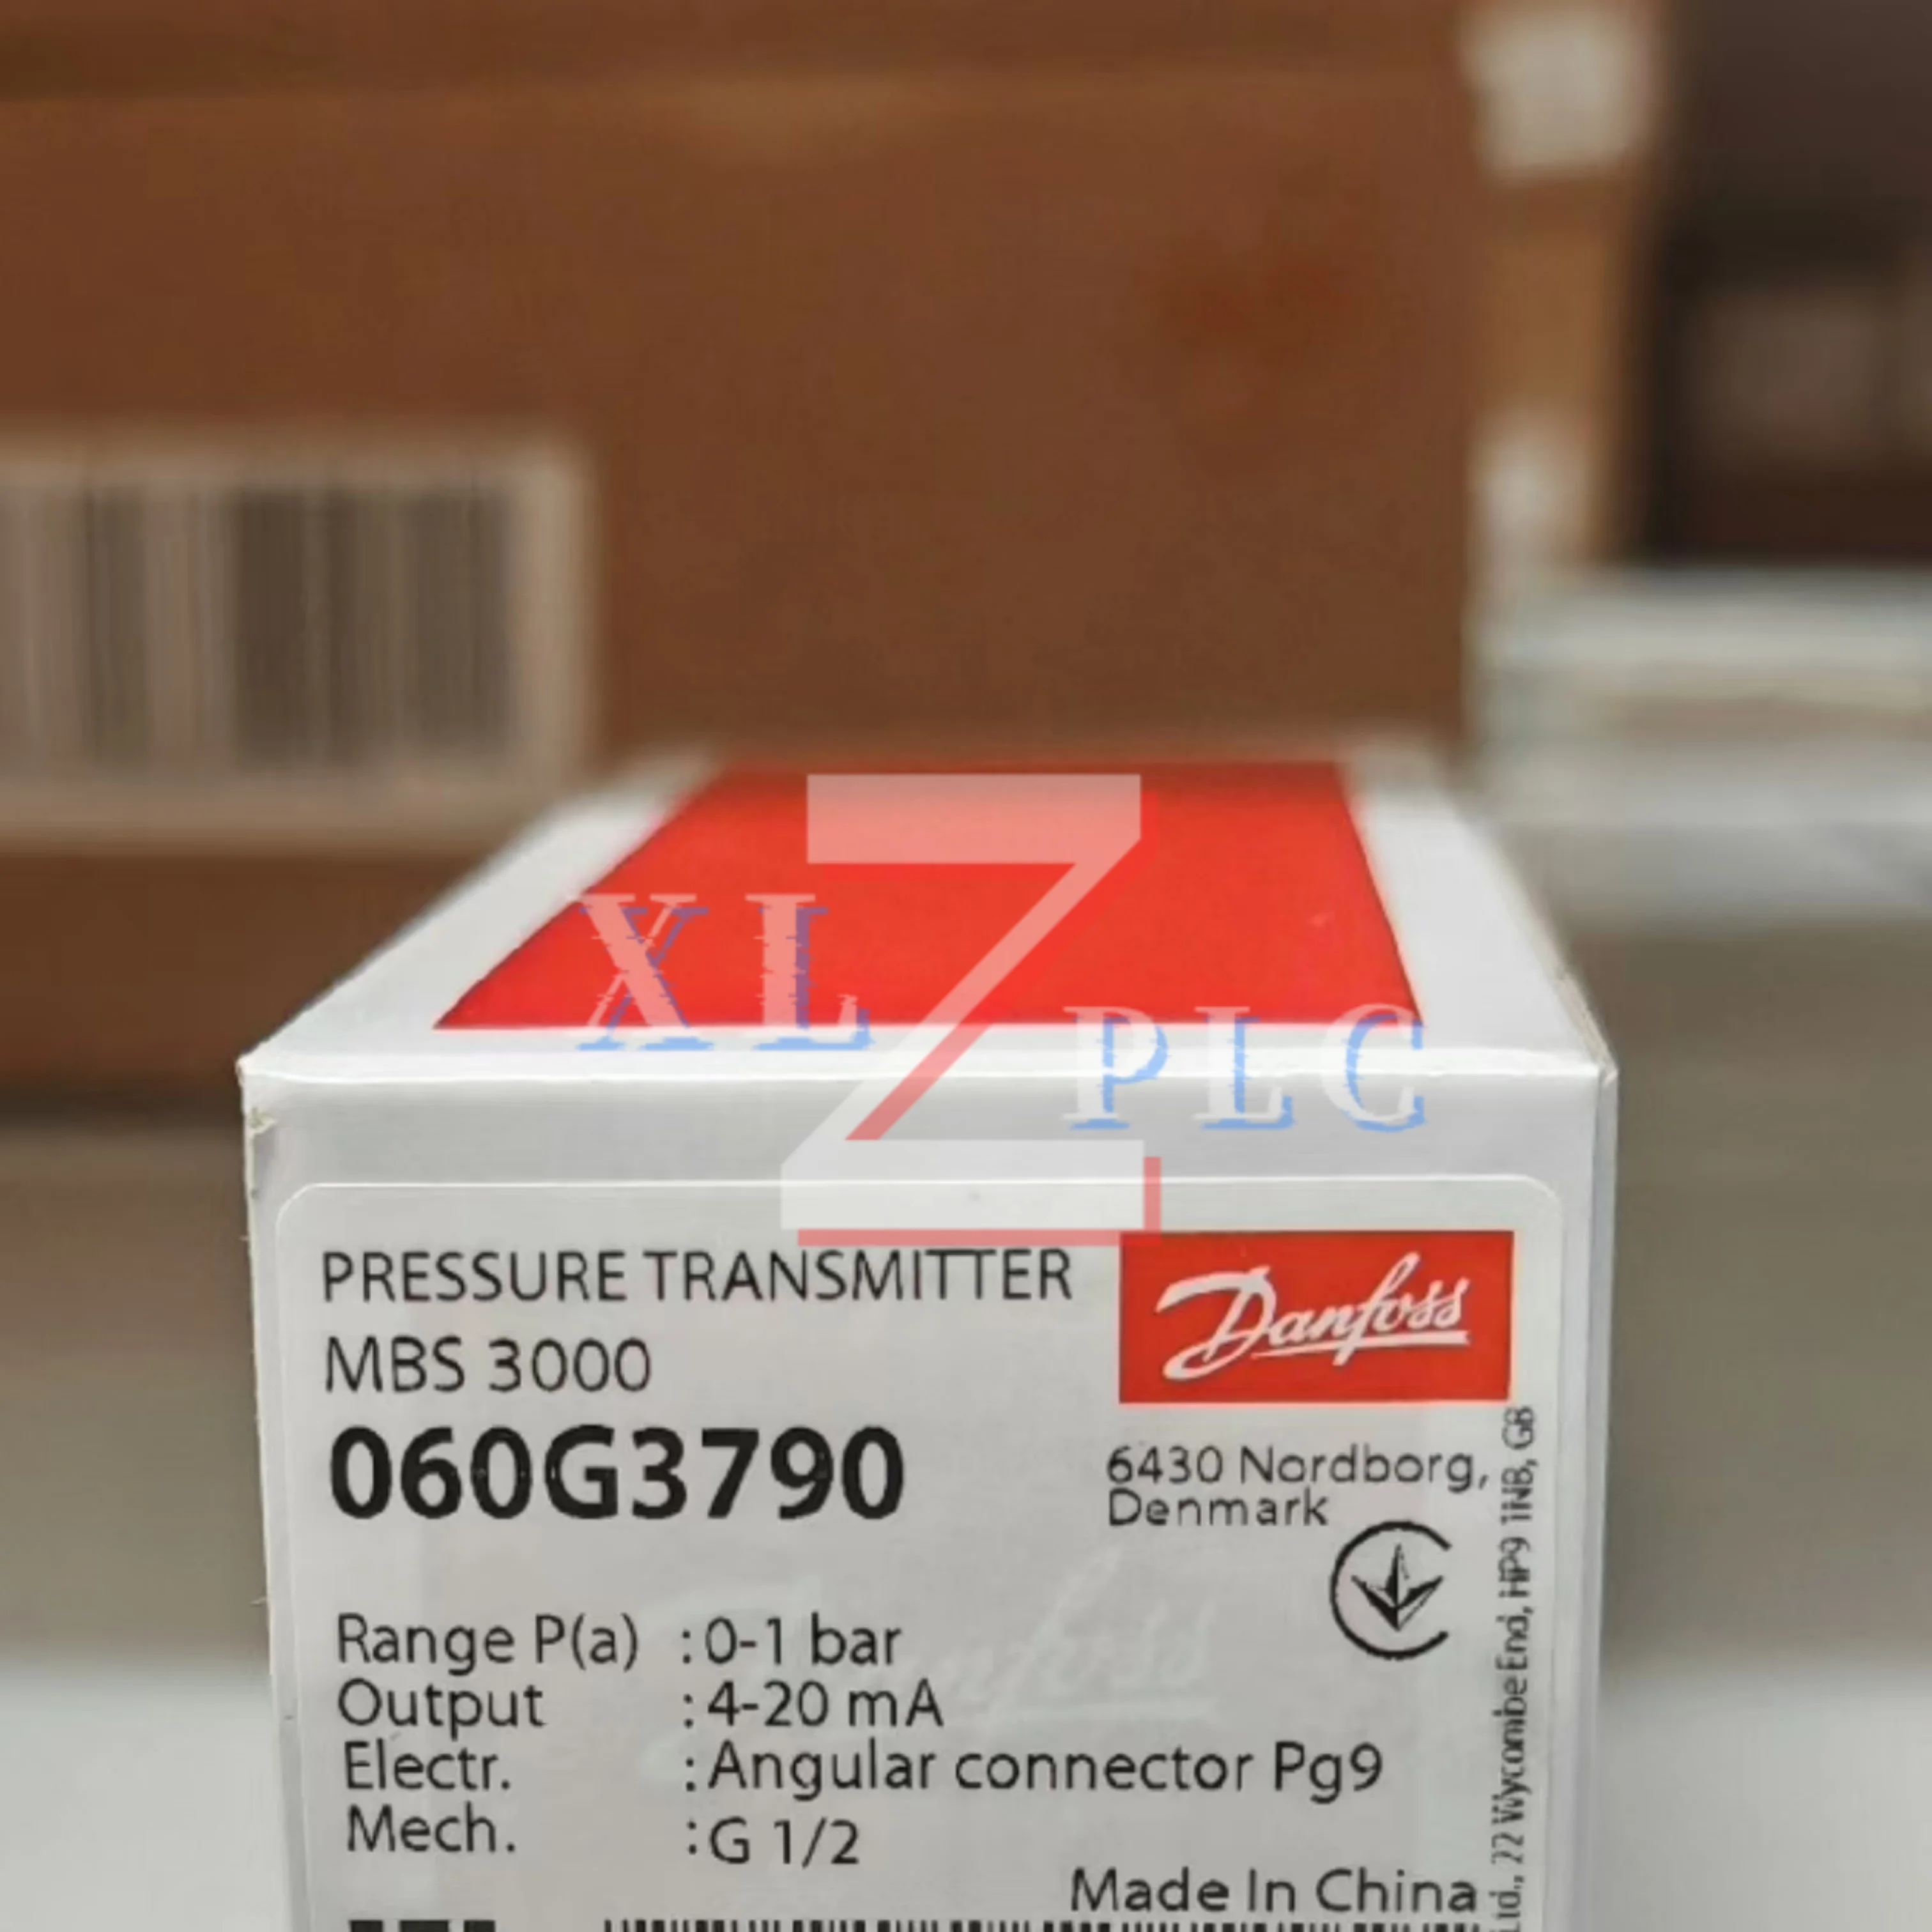 XL Z PLC
PRESSURE TRANSMITTER
Danfoss
MBS 3000
060G3790
6430 Nordborg,
Denmark
Range P(a) : 0-1 bar
Output : 4-20 mA
Electr. : Angular connector Pg9
Mech. : G 1/2
Made In China
Ltd., 22 Wycombe End, HP9 1NB, GB